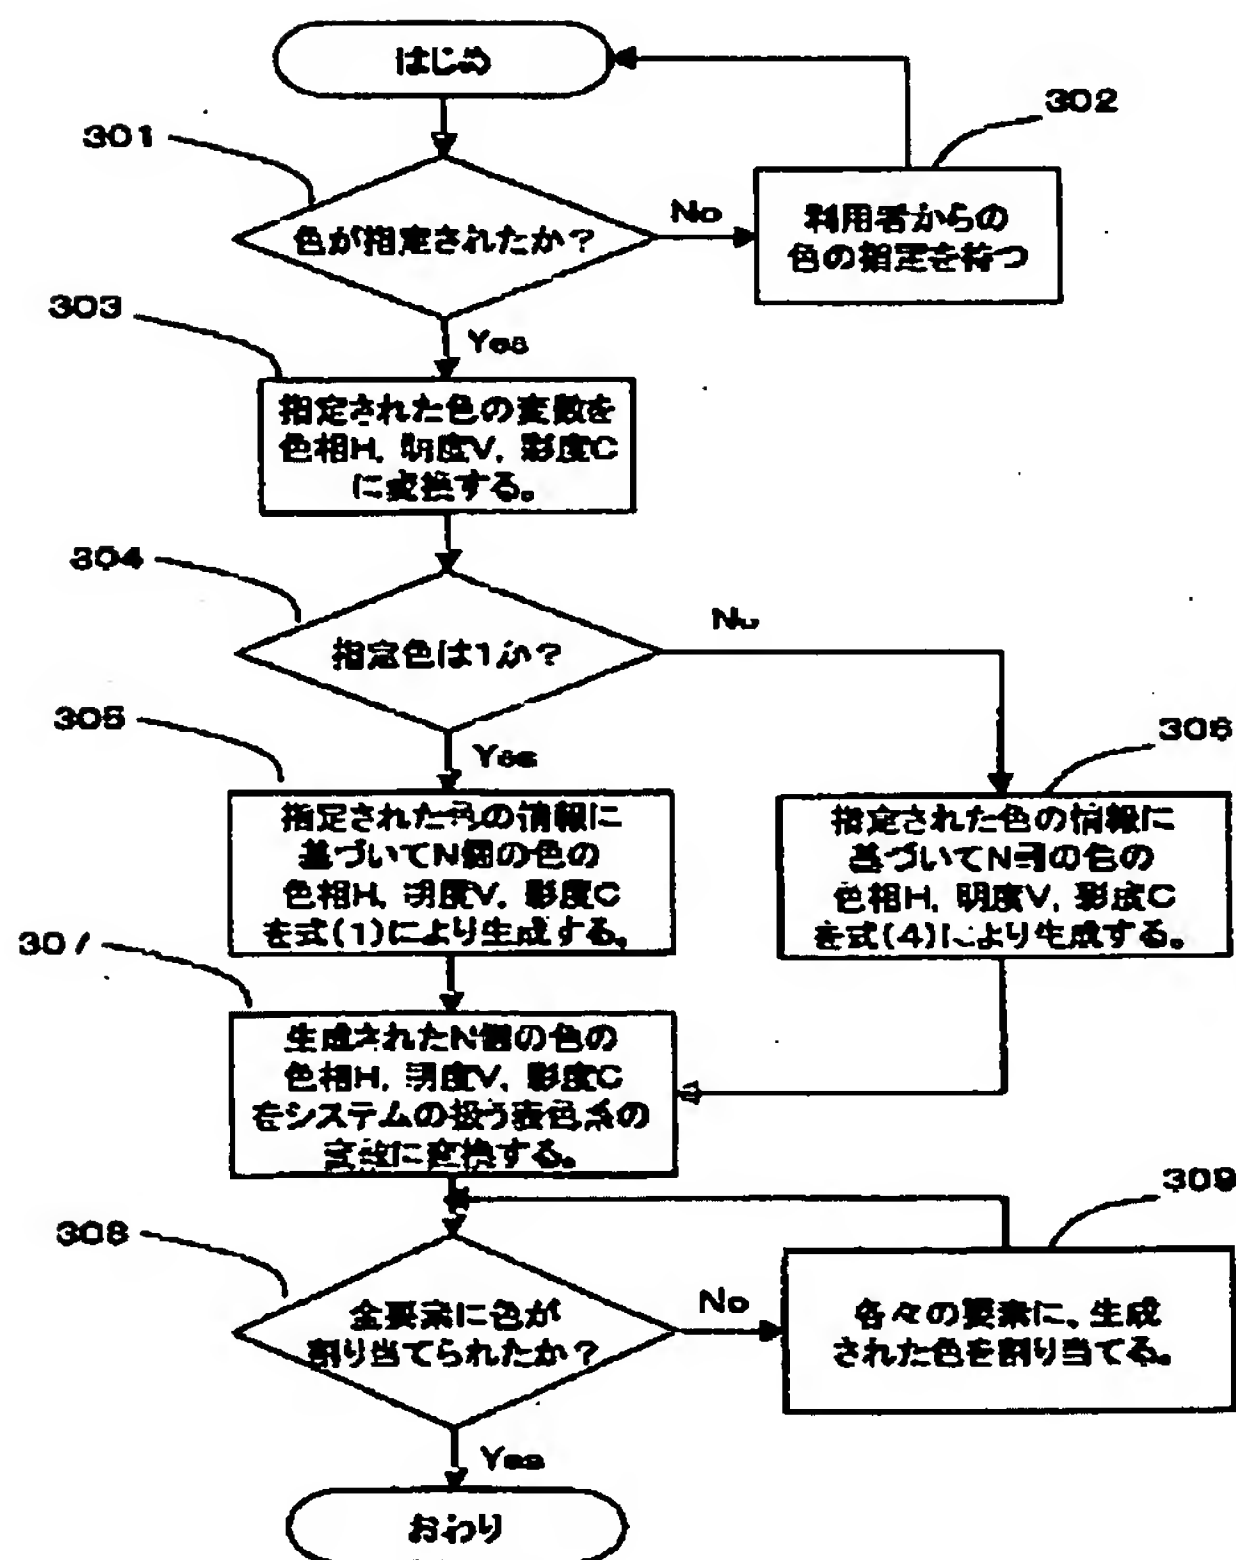 はじめ
302
301
No
利用者からの
色の指定を待つ
色が指定されたか？
303
Yes
指定された色の変数を
色相H, 明度V, 彩度C
に変換する。
304
No
指定色は1か？
305
306
Yes
指定された色の情報に
基づいてN個の色の
色相H, 明度V, 彩度C
を式(1)により生成する。
指定された色の情報に
基づいてN個の色の
色相H, 明度V, 彩度C
を式(4)により生成する。
307
生成されたN個の色の
色相H, 明度V, 彩度C
をシステムの扱う表色系の
変数に変換する。
309
308
No
全要素に色が
割り当てられたか？
各々の要素に、生成
された色を割り当てる。
Yes
おわり